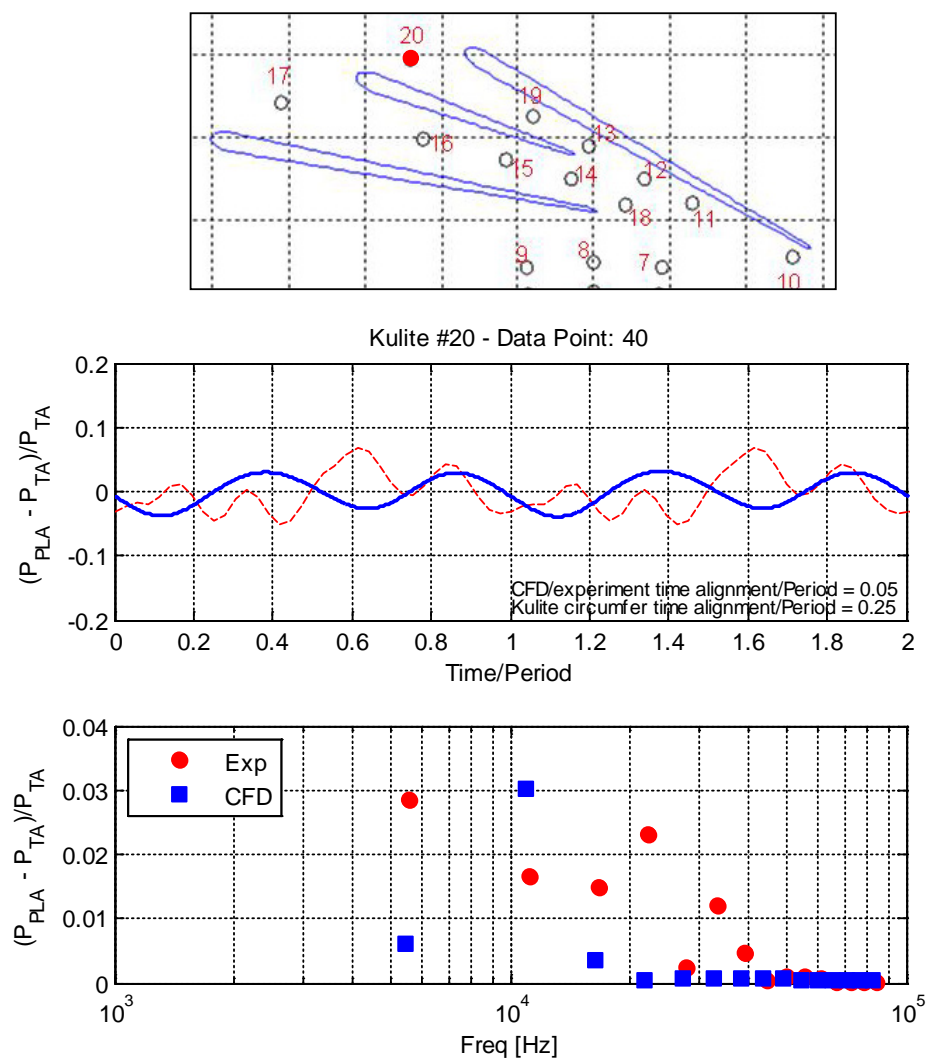 20
17
19
13
16
15
14
12
18
11
9
8
7
10
Kulite #20 - Data Point: 40
0.2
0.1
0
-0.1
-0.2
(P_PLA - P_TA)/P_TA
CFD/experiment time alignment/Period = 0.05
Kulite circumfer time alignment/Period = 0.25
0 0.2 0.4 0.6 0.8 1 1.2 1.4 1.6 1.8 2
Time/Period
0.04
0.03
0.02
0.01
0
(P_PLA - P_TA)/P_TA
Exp
CFD
10^3 10^4 10^5
Freq [Hz]